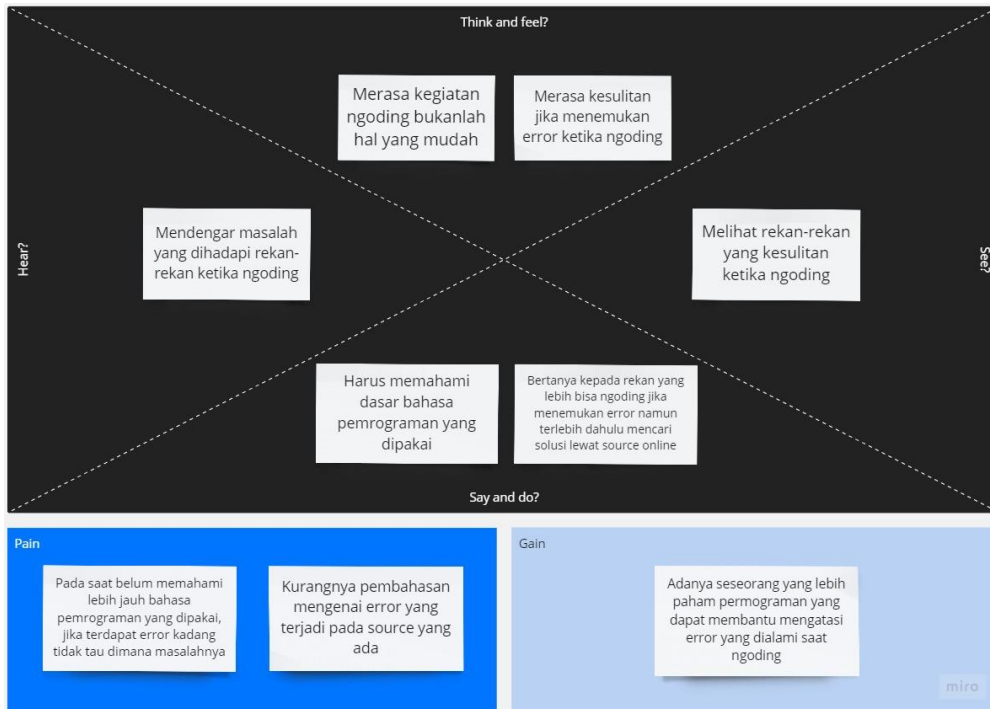 Think and feel?
Merasa kegiatan
ngoding bukanlah
hal yang mudah
Merasa kesulitan
jika menemukan
error ketika ngoding
Hear?
Mendengar masalah
yang dihadapi rekan-
rekan ketika ngoding
Melihat rekan-rekan
yang kesulitan
ketika ngoding
See?
Harus memahami
dasar bahasa
pemrograman yang
dipakai
Bertanya kepada rekan yang
lebih bisa ngoding jika
menemukan error namun
terlebih dahulu mencari
solusi lewat source online
Say and do?
Pain
Pada saat belum memahami
lebih jauh bahasa
pemrograman yang dipakai,
jika terdapat error kadang
tidak tau dimana masalahnya
Kurangnya pembahasan
mengenai error yang
terjadi pada source yang
ada
Gain
Adanya seseorang yang lebih
paham permograman yang
dapat membantu mengatasi
error yang dialami saat
ngoding
miro